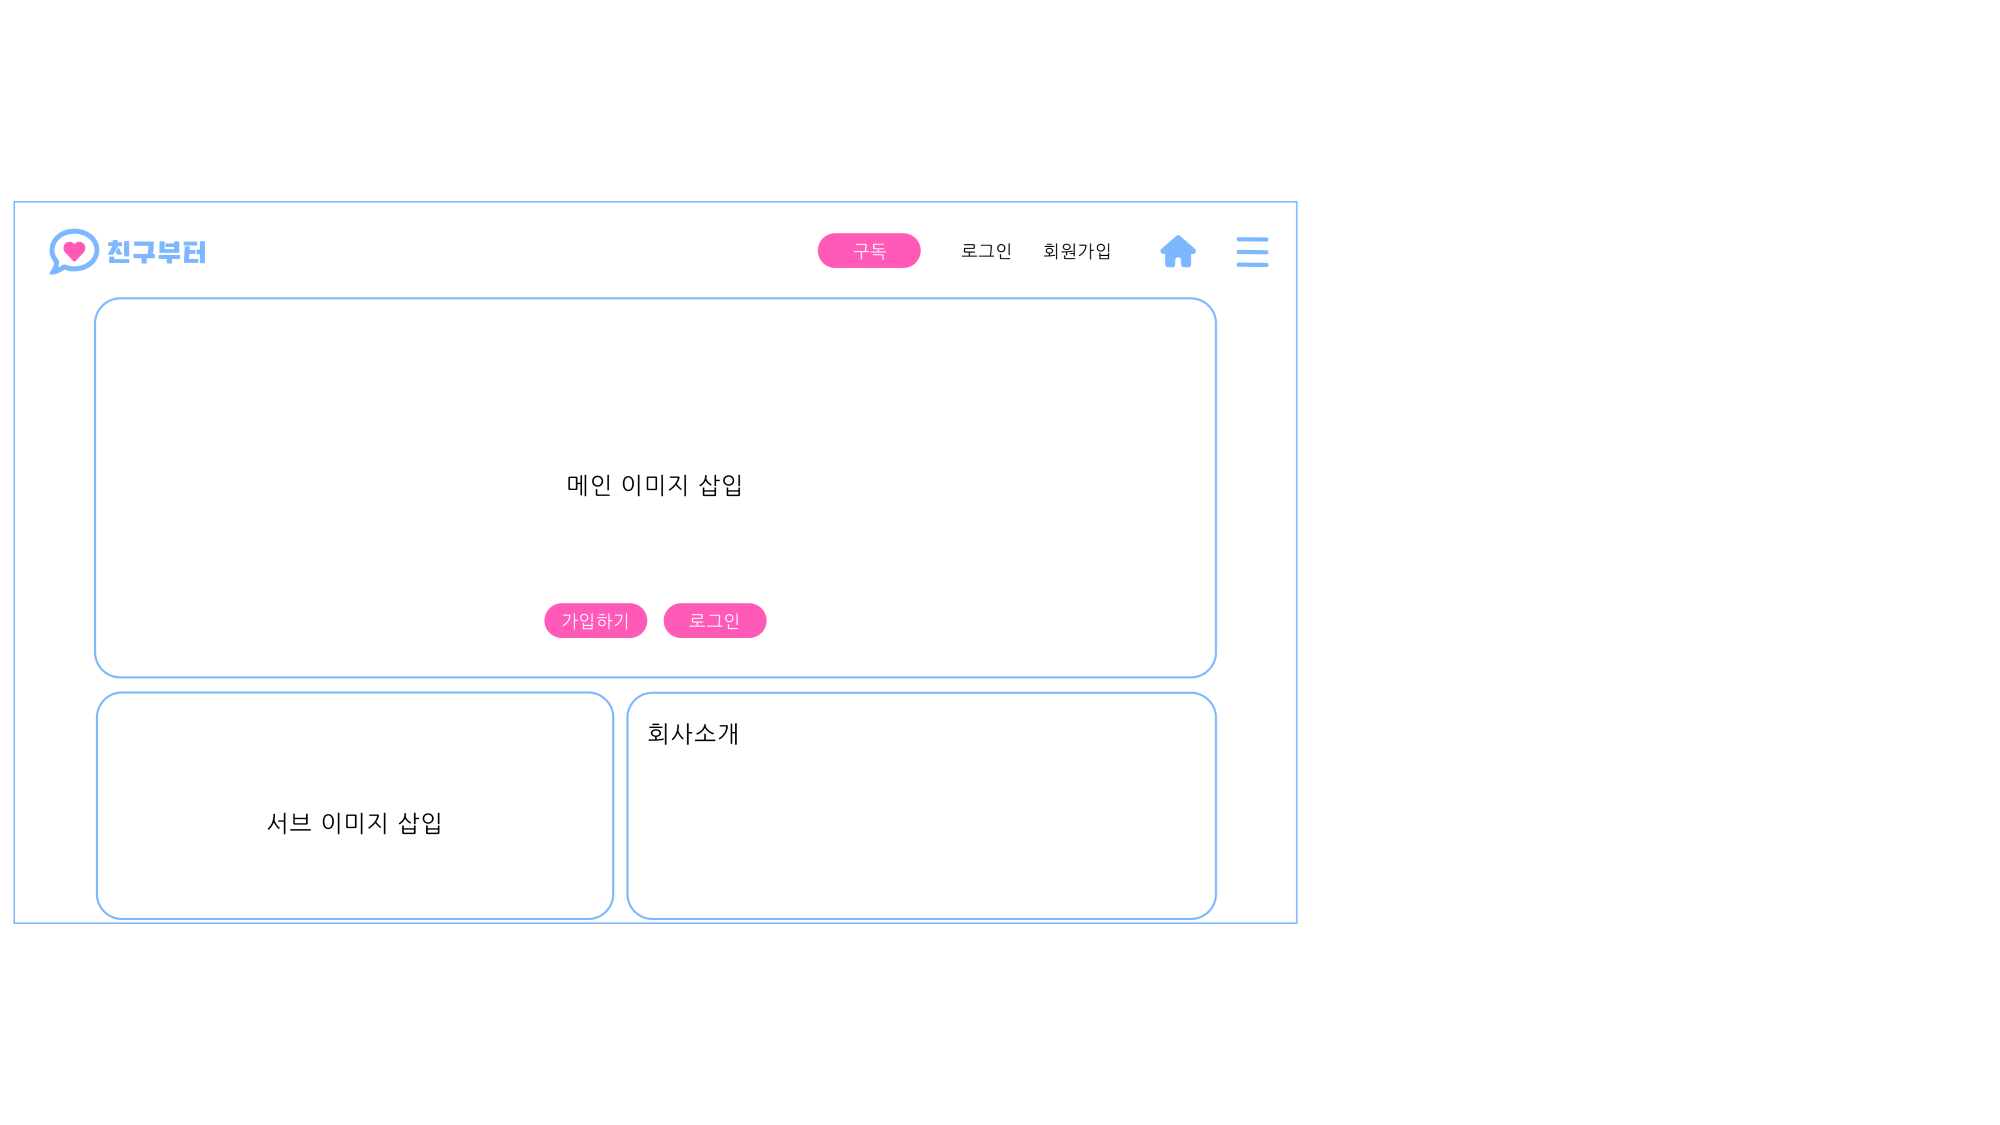 친구부터
구독 로그인 회원가입
메인 이미지 삽입
가입하기 로그인
서브 이미지 삽입
회사소개